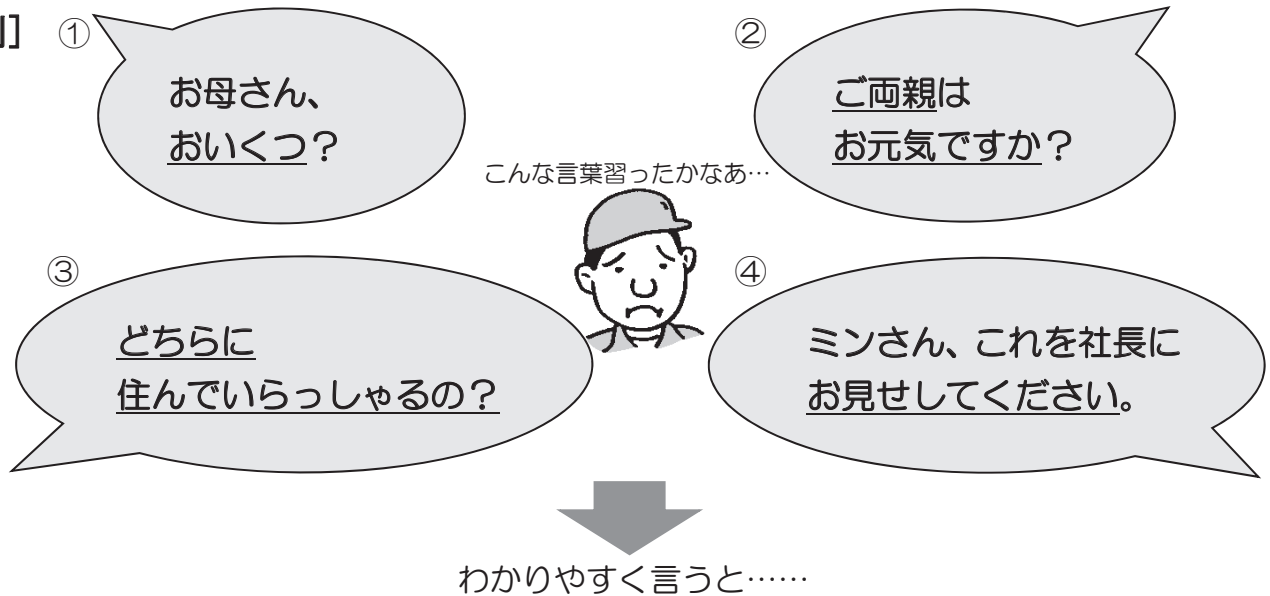 ①
お母さん、
おいくつ？
②
ご両親は
お元気ですか？
こんな言葉習ったかなあ…
③
どちらに
住んでいらっしゃるの？
④
ミンさん、これを社長に
お見せしてください。
わかりやすく言うと……